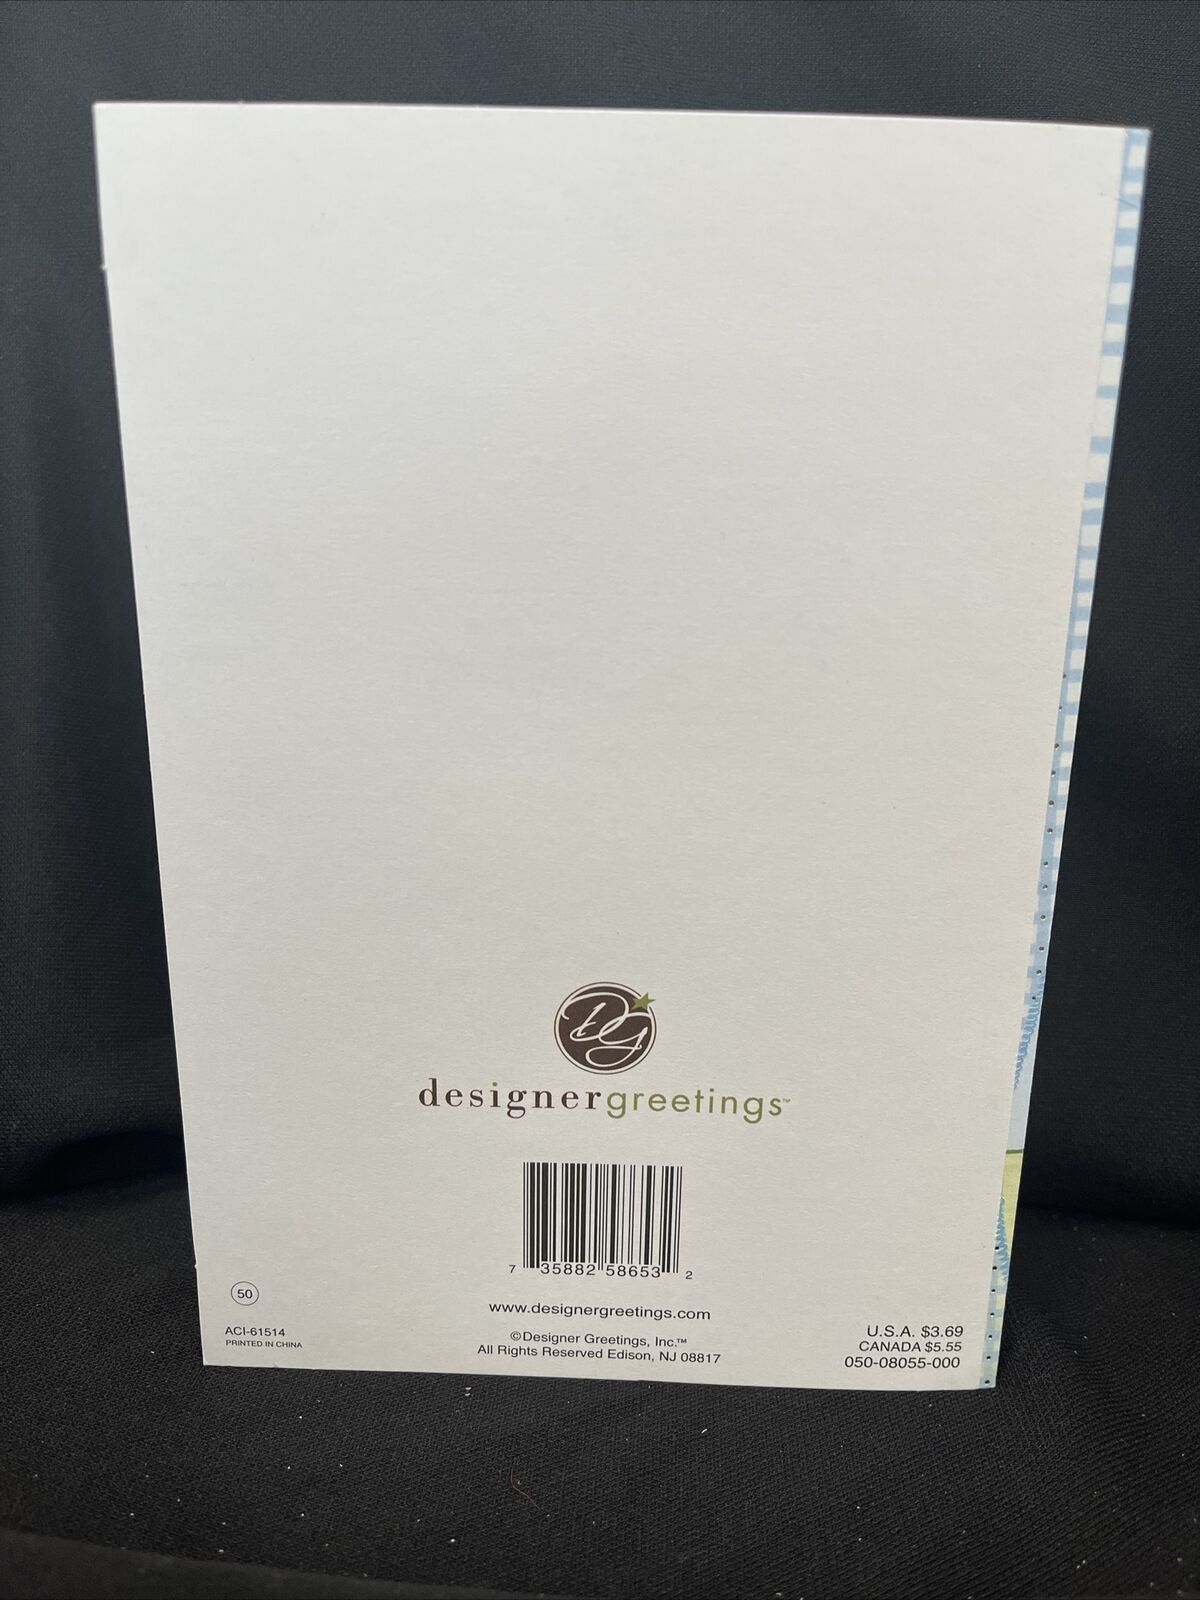 DG
designergreetings™
7 35882 58653 2
50
www.designergreetings.com
ACI-61514
PRINTED IN CHINA
©Designer Greetings, Inc.™
All Rights Reserved Edison, NJ 08817
U.S.A. $3.69
CANADA $5.55
050-08055-000